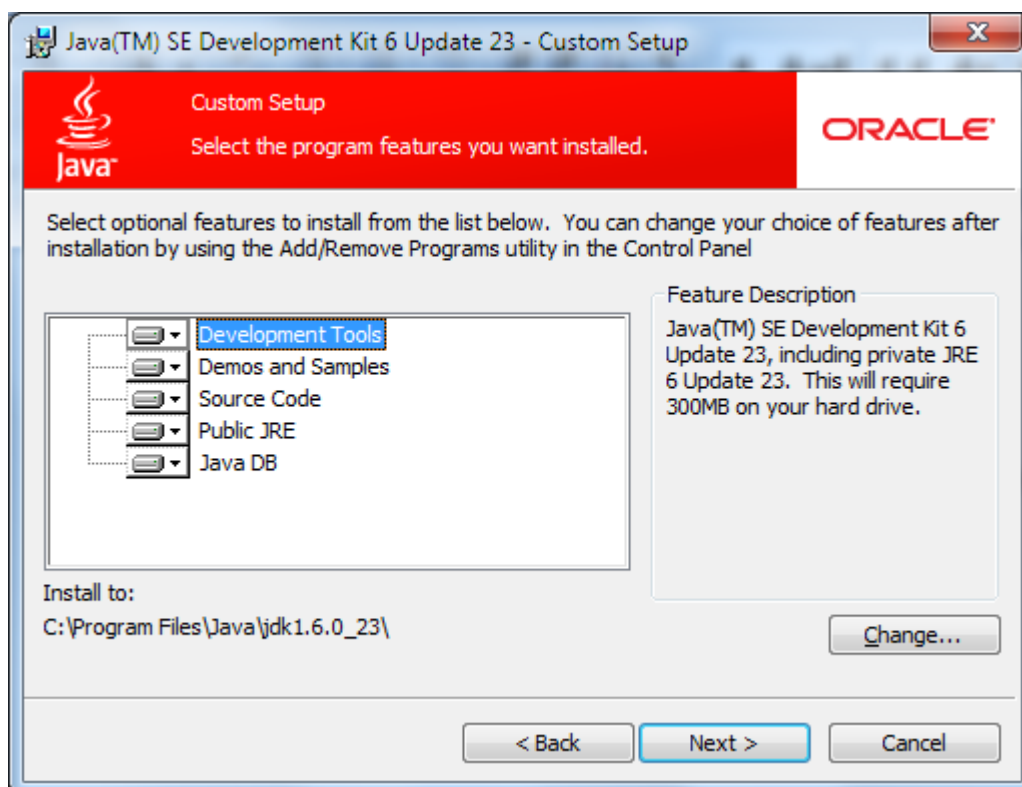 Java(TM) SE Development Kit 6 Update 23 - Custom Setup
Custom Setup
Select the program features you want installed.
Java
ORACLE
Select optional features to install from the list below.  You can change your choice of features after
installation by using the Add/Remove Programs utility in the Control Panel
Development Tools
Demos and Samples
Source Code
Public JRE
Java DB
Feature Description
Java(TM) SE Development Kit 6
Update 23, including private JRE
6 Update 23.  This will require
300MB on your hard drive.
Install to:
C:\Program Files\Java\jdk1.6.0_23\
Change...
< Back
Next >
Cancel